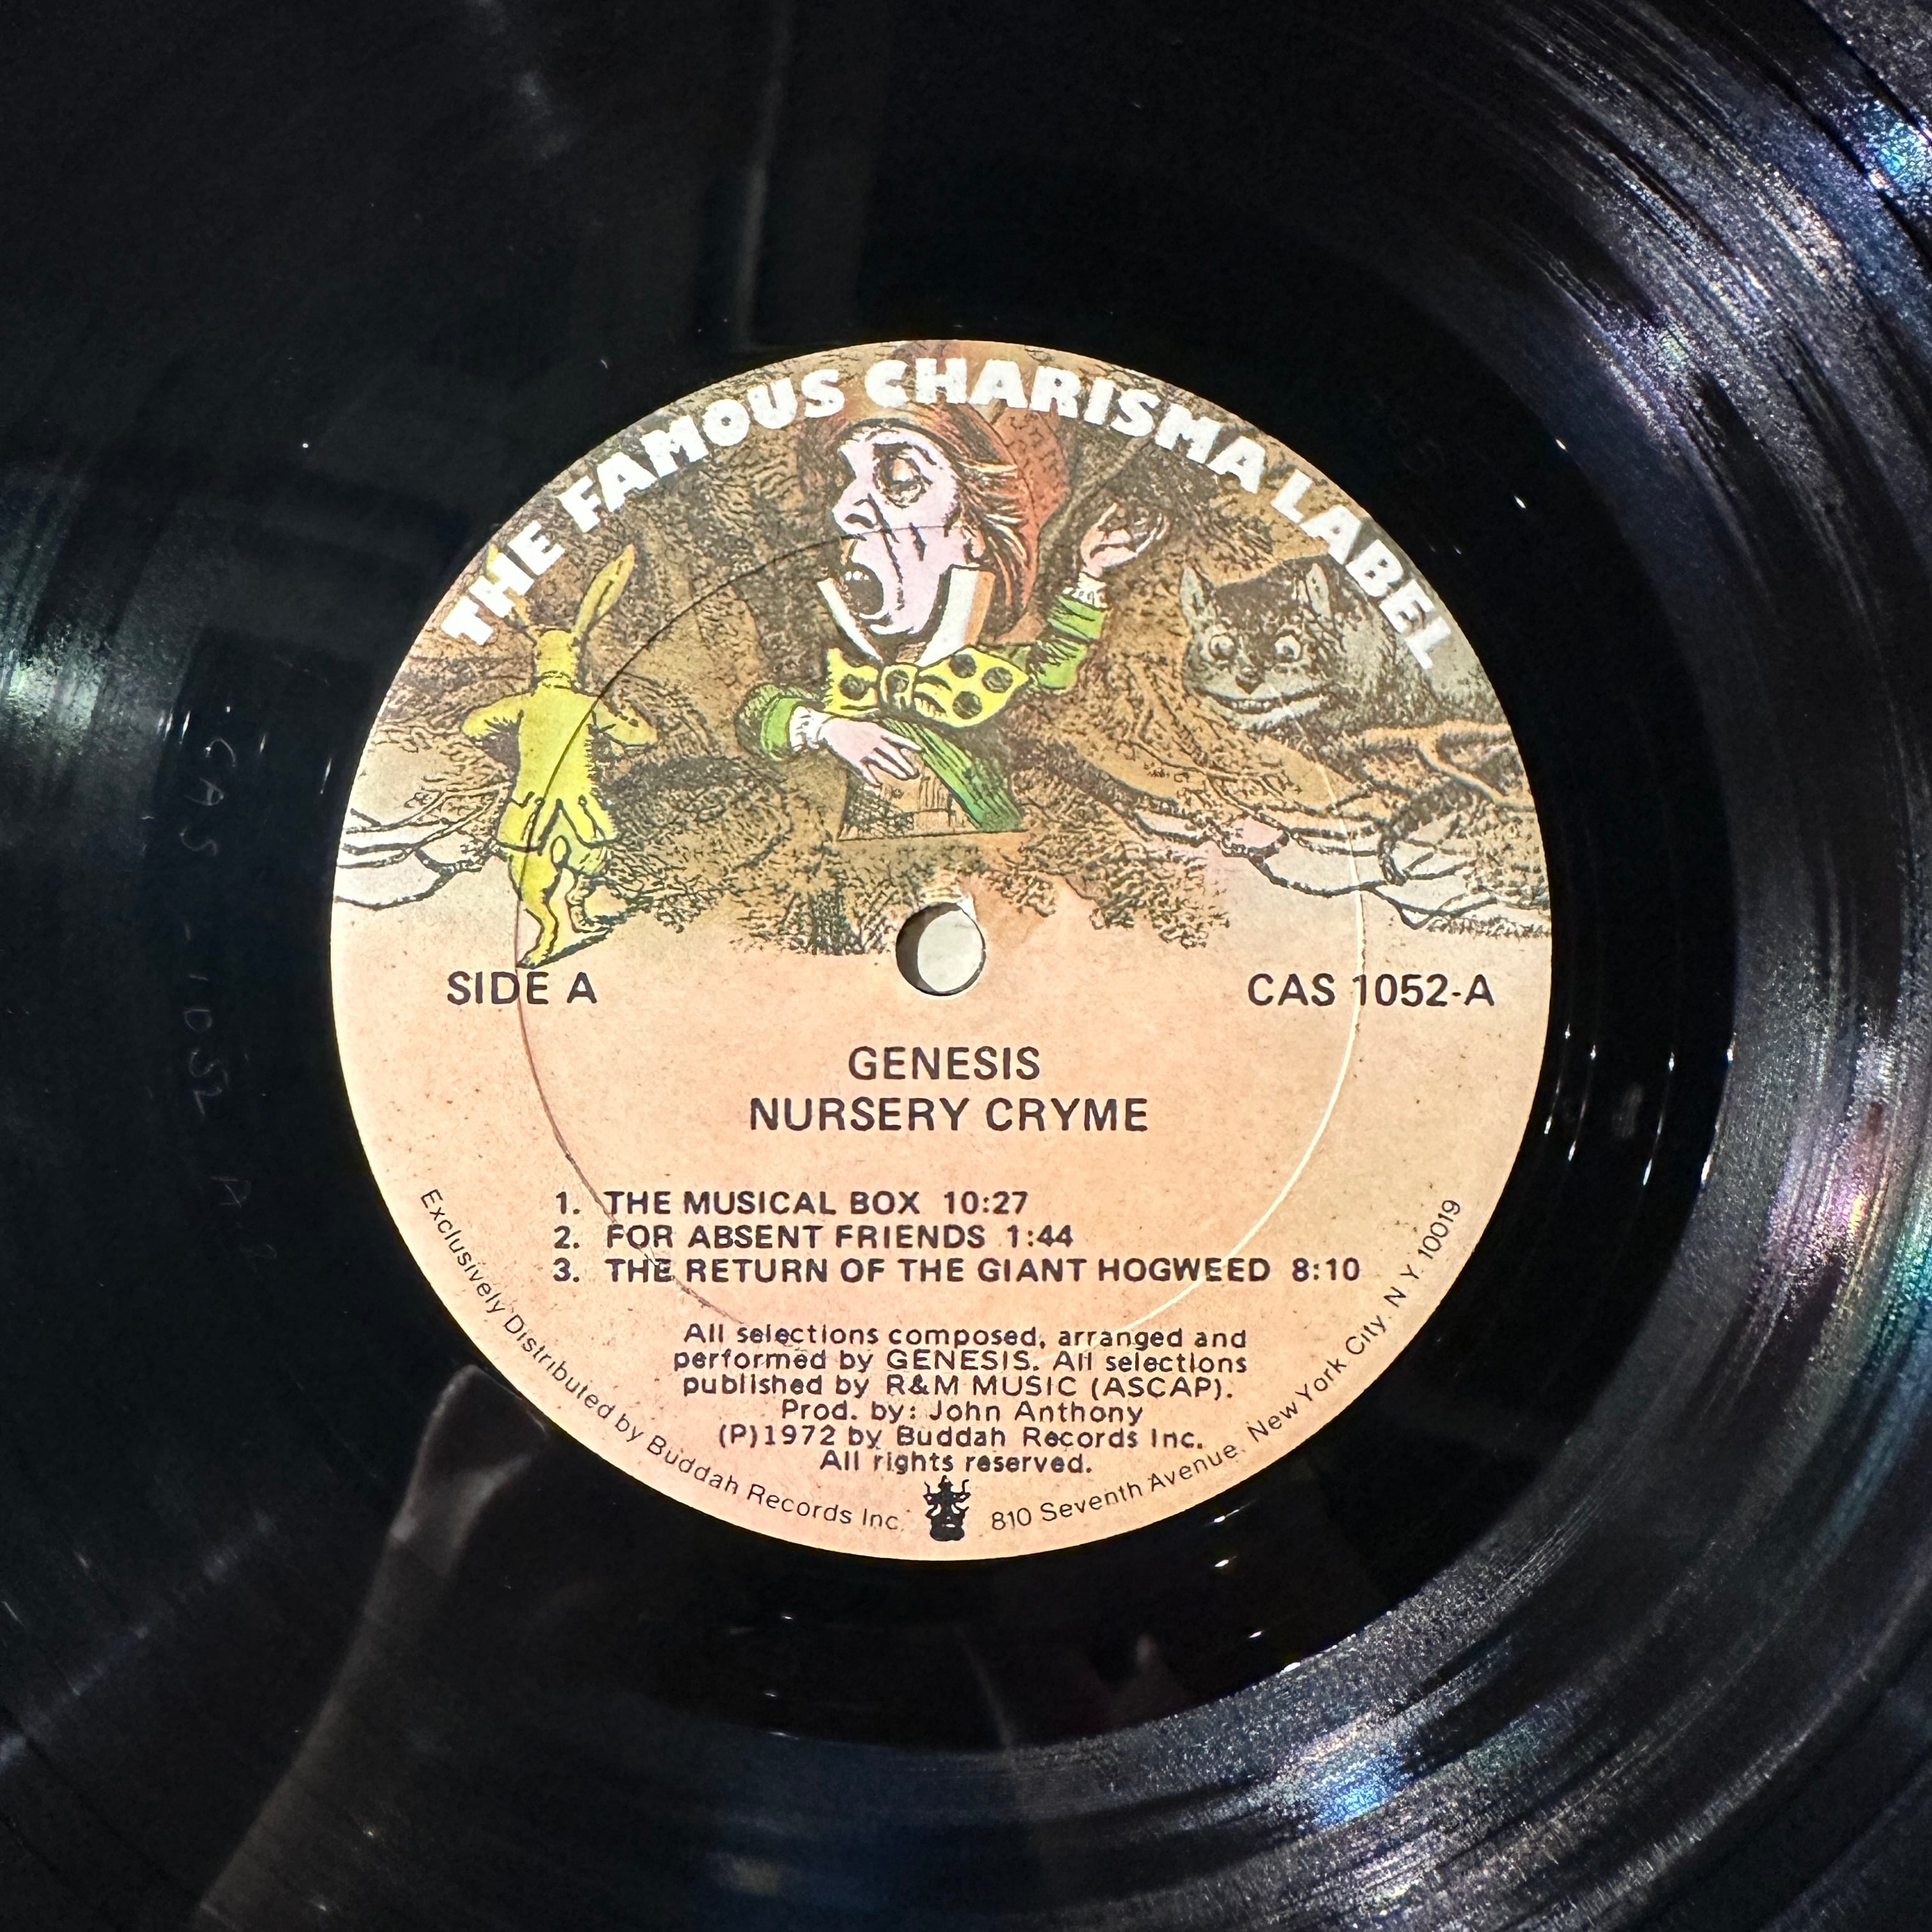 THE FAMOUS CHARISMA LABEL
SIDE A
CAS 1052-A
GENESIS
NURSERY CRYME
1. THE MUSICAL BOX 10:27
2. FOR ABSENT FRIENDS 1:44
3. THE RETURN OF THE GIANT HOGWEED 8:10
All selections composed, arranged and
performed by GENESIS. All selections
published by R&M MUSIC (ASCAP).
Prod. by: John Anthony
(P)1972 by Buddah Records Inc.
All rights reserved.
Exclusively Distributed by Buddah Records Inc. 810 Seventh Avenue, New York City, N Y 10019
CAS - 1052